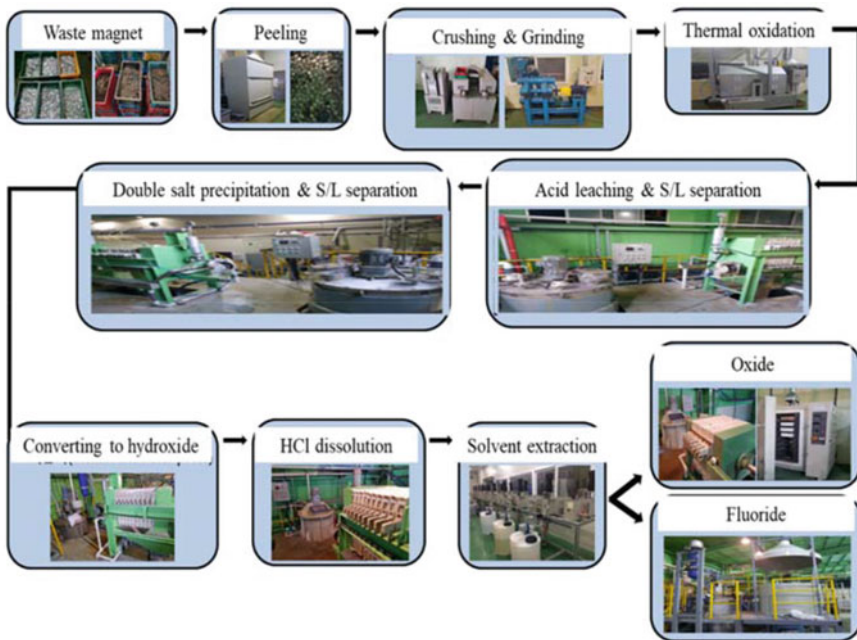 Waste magnet
Peeling
Crushing & Grinding
Thermal oxidation
Double salt precipitation & S/L separation
Acid leaching & S/L separation
Oxide
Converting to hydroxide
HCl dissolution
Solvent extraction
Fluoride